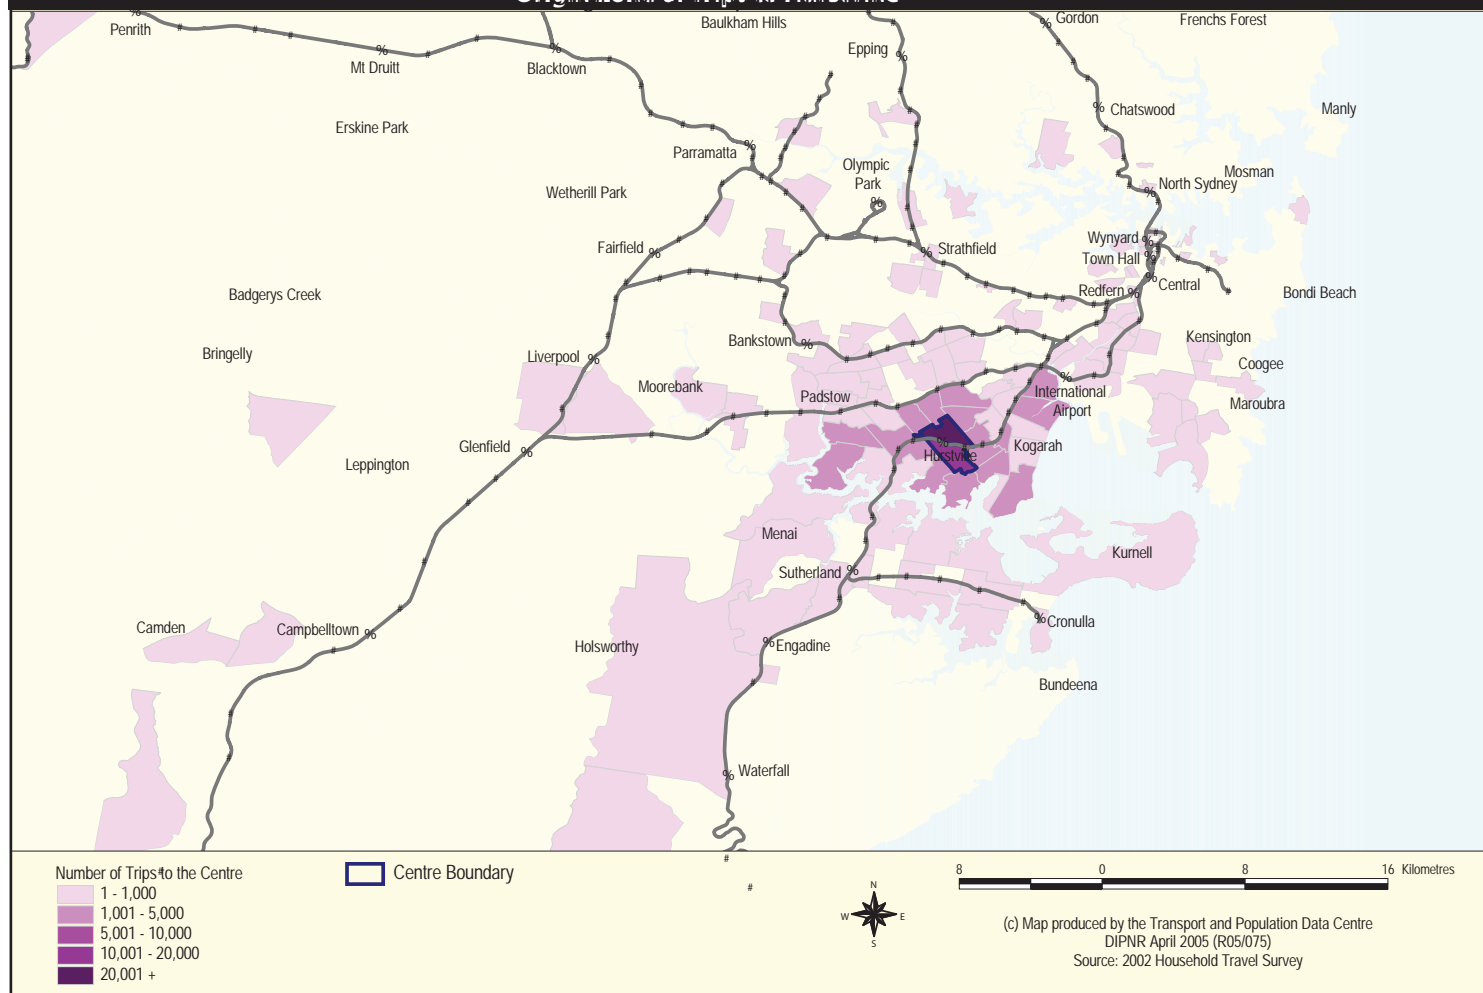 Penrith
Baulkham Hills
Gordon
Frenchs Forest
Epping
Mt Druitt
Blacktown
Chatswood
Manly
Erskine Park
Parramatta
Olympic
Park
Mosman
North Sydney
Wetherill Park
Wynyard
Fairfield
Strathfield
Town Hall
Central
Redfern
Badgerys Creek
Bondi Beach
Bankstown
Kensington
Bringelly
Liverpool
Coogee
Moorebank
International
Airport
Padstow
Maroubra
Glenfield
Kogarah
Hurstville
Leppington
Menai
Kurnell
Sutherland
Camden
Campbelltown
Cronulla
Holsworthy
Engadine
Bundeena
Waterfall
Number of Trips to the Centre
1 - 1,000
1,001 - 5,000
5,001 - 10,000
10,001 - 20,000
20,001 +
Centre Boundary
N
W
E
S
8
0
8
16 Kilometres
(c) Map produced by the Transport and Population Data Centre
DIPNR April 2005 (R05/075)
Source: 2002 Household Travel Survey